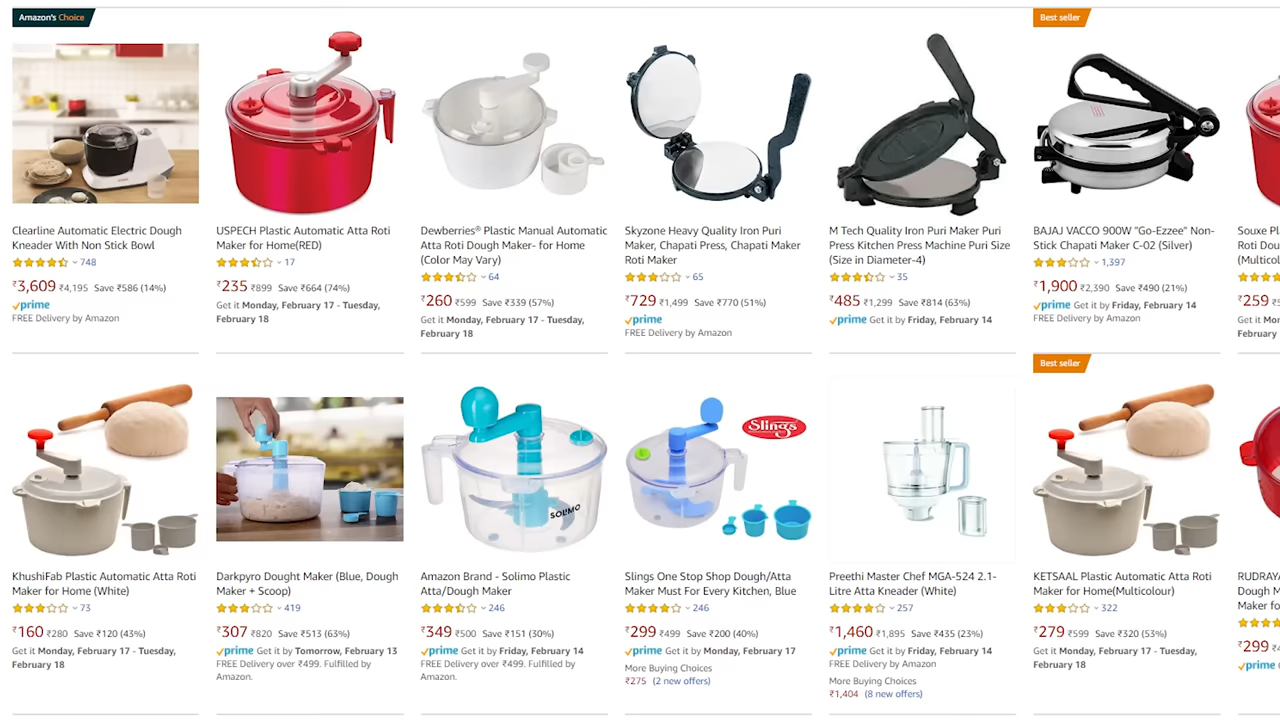 Amazon's Choice
Clearline Automatic Electric Dough
Kneader With Non Stick Bowl
748
₹3,609 ₹4,195 Save ₹586 (14%)
prime
FREE Delivery by Amazon
USPECH Plastic Automatic Atta Roti
Maker for Home(RED)
17
₹235 ₹899 Save ₹664 (74%)
Get it Monday, February 17 - Tuesday,
February 18
Dewberries® Plastic Manual Automatic
Atta Roti Dough Maker- for Home
(Color May Vary)
64
₹260 ₹599 Save ₹339 (57%)
Get it Monday, February 17 - Tuesday,
February 18
Skyzone Heavy Quality Iron Puri
Maker, Chapati Press, Chapati Maker
Roti Maker
65
₹729 ₹1,499 Save ₹770 (51%)
prime
FREE Delivery by Amazon
M Tech Quality Iron Puri Maker Puri
Press Kitchen Press Machine Puri Size
(Size in Diameter-4)
35
₹485 ₹1,299 Save ₹814 (63%)
prime Get it by Friday, February 14
Best seller
BAJAJ VACCO 900W "Go-Ezzee" Non-
Stick Chapati Maker C-02 (Silver)
1,397
₹1,900 ₹2,390 Save ₹490 (21%)
prime Get it by Friday, February 14
FREE Delivery by Amazon
Souxe Pl
Roti Dou
(Multicol
₹259
Get it Mon
February
KhushiFab Plastic Automatic Atta Roti
Maker for Home (White)
73
₹160 ₹280 Save ₹120 (43%)
Get it Monday, February 17 - Tuesday,
February 18
Darkpyro Dought Maker (Blue, Dough
Maker + Scoop)
419
₹307 ₹820 Save ₹513 (63%)
prime Get it by Tomorrow, February 13
FREE Delivery over ₹499. Fulfilled by
Amazon.
SOLIMO
Amazon Brand - Solimo Plastic
Atta/Dough Maker
246
₹349 ₹500 Save ₹151 (30%)
prime Get it by Friday, February 14
FREE Delivery over ₹499. Fulfilled by
Amazon.
Slings
Slings One Stop Shop Dough/Atta
Maker Must For Every Kitchen, Blue
246
₹299 ₹499 Save ₹200 (40%)
prime Get it by Monday, February 17
More Buying Choices
₹275 (2 new offers)
Preethi Master Chef MGA-524 2.1-
Litre Atta Kneader (White)
257
₹1,460 ₹1,895 Save ₹435 (23%)
prime Get it by Friday, February 14
FREE Delivery by Amazon
More Buying Choices
₹1,404 (8 new offers)
Best seller
KETSAAL Plastic Automatic Atta Roti
Maker for Home(Multicolour)
322
₹279 ₹599 Save ₹320 (53%)
Get it Monday, February 17 - Tuesday,
February 18
RUDRAY
Dough M
Maker fo
₹299
prime